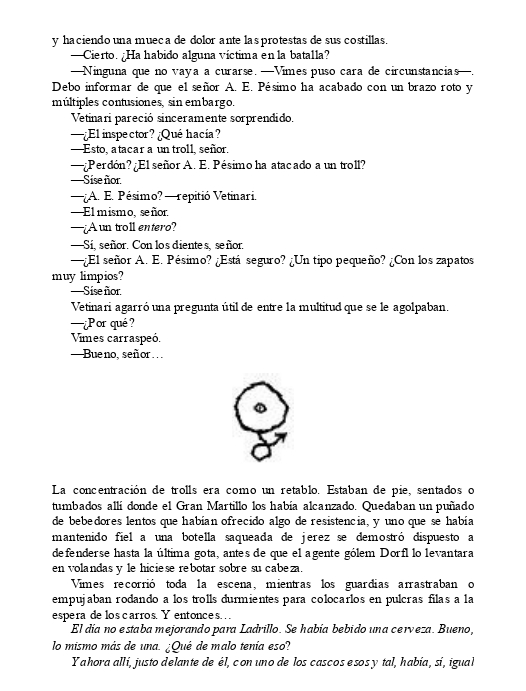 y haciendo una mueca de dolor ante las protestas de sus costillas.
—Cierto. ¿Ha habido alguna víctima en la batalla?
—Ninguna que no vaya a curarse. —Vimes puso cara de circunstancias—.
Debo informar de que el señor A. E. Pésimo ha acabado con un brazo roto y
múltiples contusiones, sin embargo.
Vetinari pareció sinceramente sorprendido.
—¿El inspector? ¿Qué hacía?
—Esto, atacar a un troll, señor.
—¿Perdón? ¿El señor A. E. Pésimo ha atacado a un troll?
—Síseñor.
—¿A. E. Pésimo? —repitió Vetinari.
—El mismo, señor.
—¿A un troll entero?
—Sí, señor. Con los dientes, señor.
—¿El señor A. E. Pésimo? ¿Está seguro? ¿Un tipo pequeño? ¿Con los zapatos
muy limpios?
—Síseñor.
Vetinari agarró una pregunta útil de entre la multitud que se le agolpaban.
—¿Por qué?
Vimes carraspeó.
—Bueno, señor…
La concentración de trolls era como un retablo. Estaban de pie, sentados o
tumbados allí donde el Gran Martillo los había alcanzado. Quedaban un puñado
de bebedores lentos que habían ofrecido algo de resistencia, y uno que se había
mantenido fiel a una botella saqueada de jerez se demostró dispuesto a
defenderse hasta la última gota, antes de que el agente gólem Dorfl lo levantara
en volandas y le hiciese rebotar sobre su cabeza.
Vimes recorrió toda la escena, mientras los guardias arrastraban o
empujaban rodando a los trolls durmientes para colocarlos en pulcras filas a la
espera de los carros. Y entonces…
El día no estaba mejorando para Ladrillo. Se había bebido una cerveza. Bueno,
lo mismo más de una. ¿Qué de malo tenía eso?
Y ahora allí, justo delante de él, con uno de los cascos esos y tal, había, sí, igual